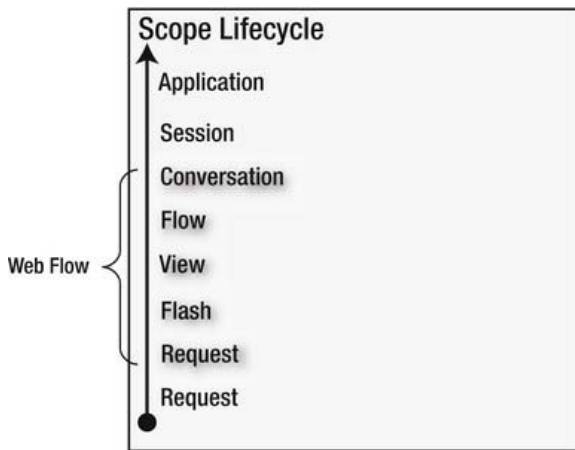 Scope Lifecycle
Application
Session
Conversation
Flow
Web Flow
View
Flash
Request
Request